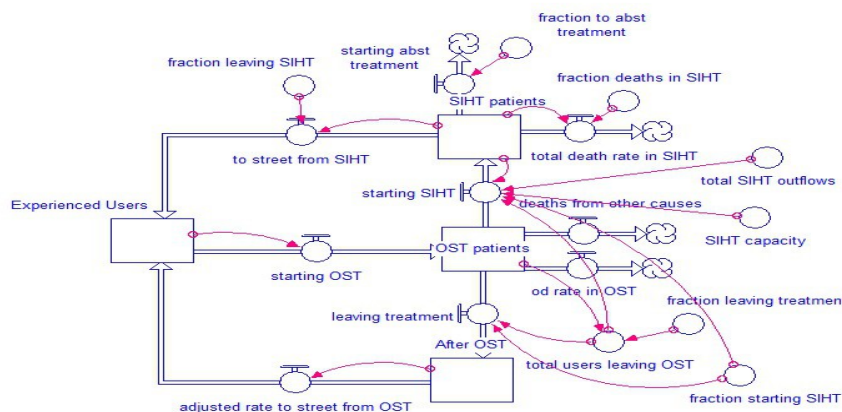 fraction to abst
treatment
starting abst
treatment
fraction leaving SIHT
fraction deaths in SIHT
SIHT patients
to street from SIHT
total death rate in SIHT
starting SIHT
total SIHT outflows
Experienced Users
deaths from other causes
SIHT capacity
OST patients
starting OST
od rate in OST
fraction leaving treatmen
leaving treatment
After OST
total users leaving OST
fraction starting SIHT
adjusted rate to street from OST